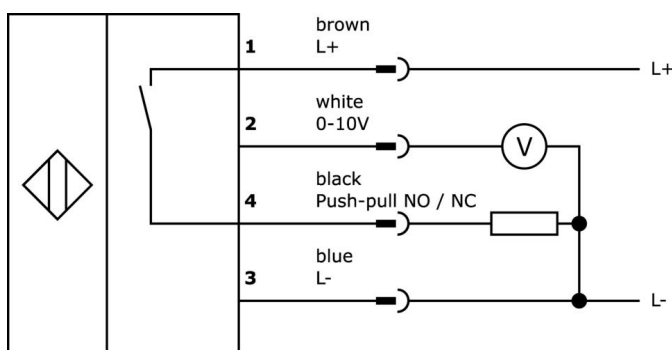 brown
1 L+
L+
white
2 0-10V
V
black
4 Push-pull NO / NC
blue
3 L-
L-